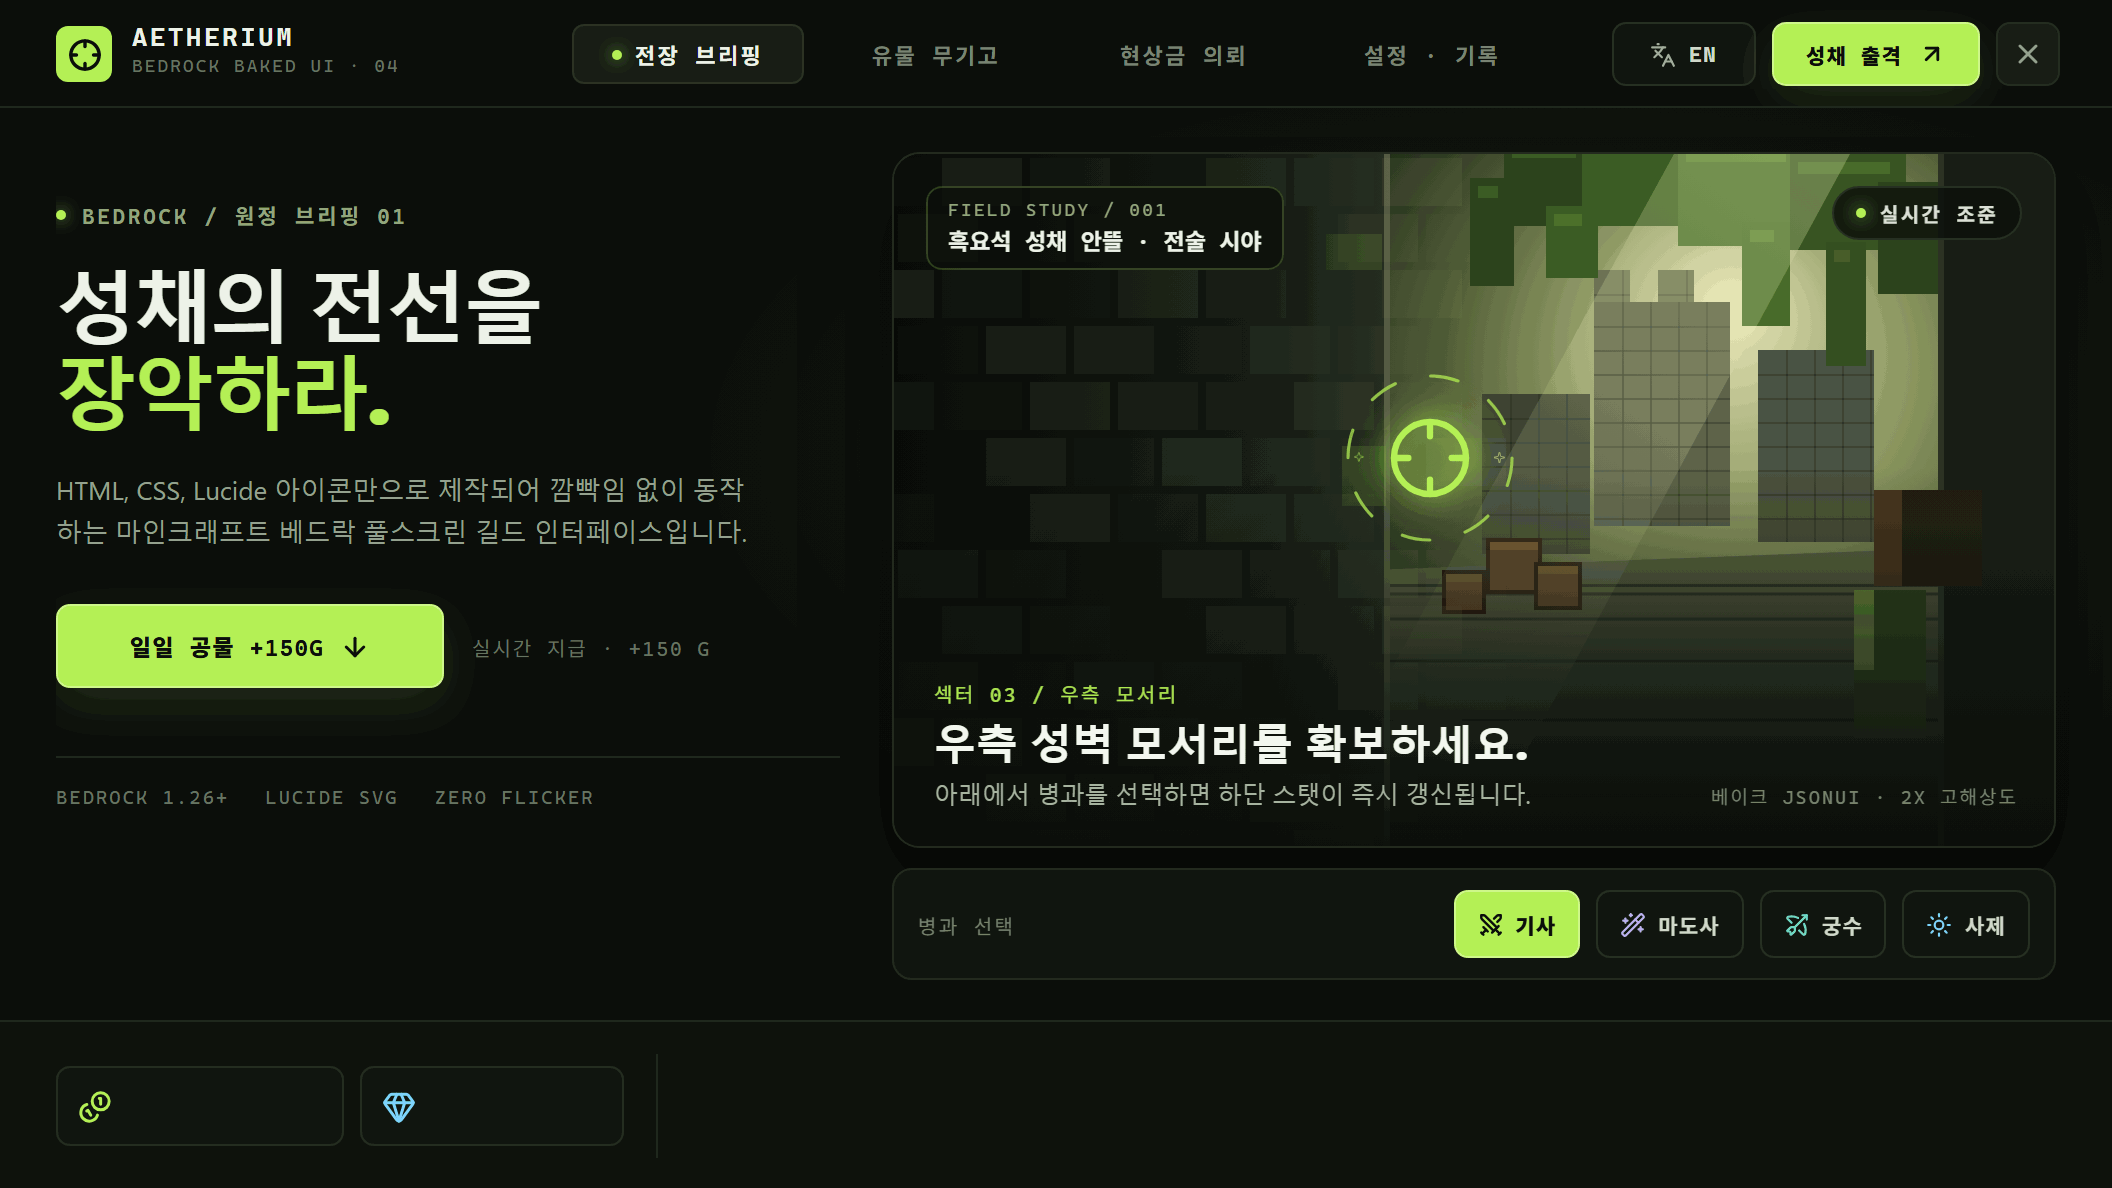 AETHERIUM
BEDROCK BAKED UI · 04
전장 브리핑
유물 무기고
현상금 의뢰
설정 · 기록
EN
성채 출격
BEDROCK / 원정 브리핑 01
성채의 전선을
장악하라.
HTML, CSS, Lucide 아이콘만으로 제작되어 깜빡임 없이 동작
하는 마인크래프트 베드락 풀스크린 길드 인터페이스입니다.
일일 공물 +150G
실시간 지급 · +150 G
BEDROCK 1.26+ LUCIDE SVG ZERO FLICKER
FIELD STUDY / 001
흑요석 성채 안뜰 · 전술 시야
실시간 조준
섹터 03 / 우측 모서리
우측 성벽 모서리를 확보하세요.
아래에서 병과를 선택하면 하단 스탯이 즉시 갱신됩니다.
베이크 JSONUI · 2X 고해상도
병과 선택
기사
마도사
궁수
사제